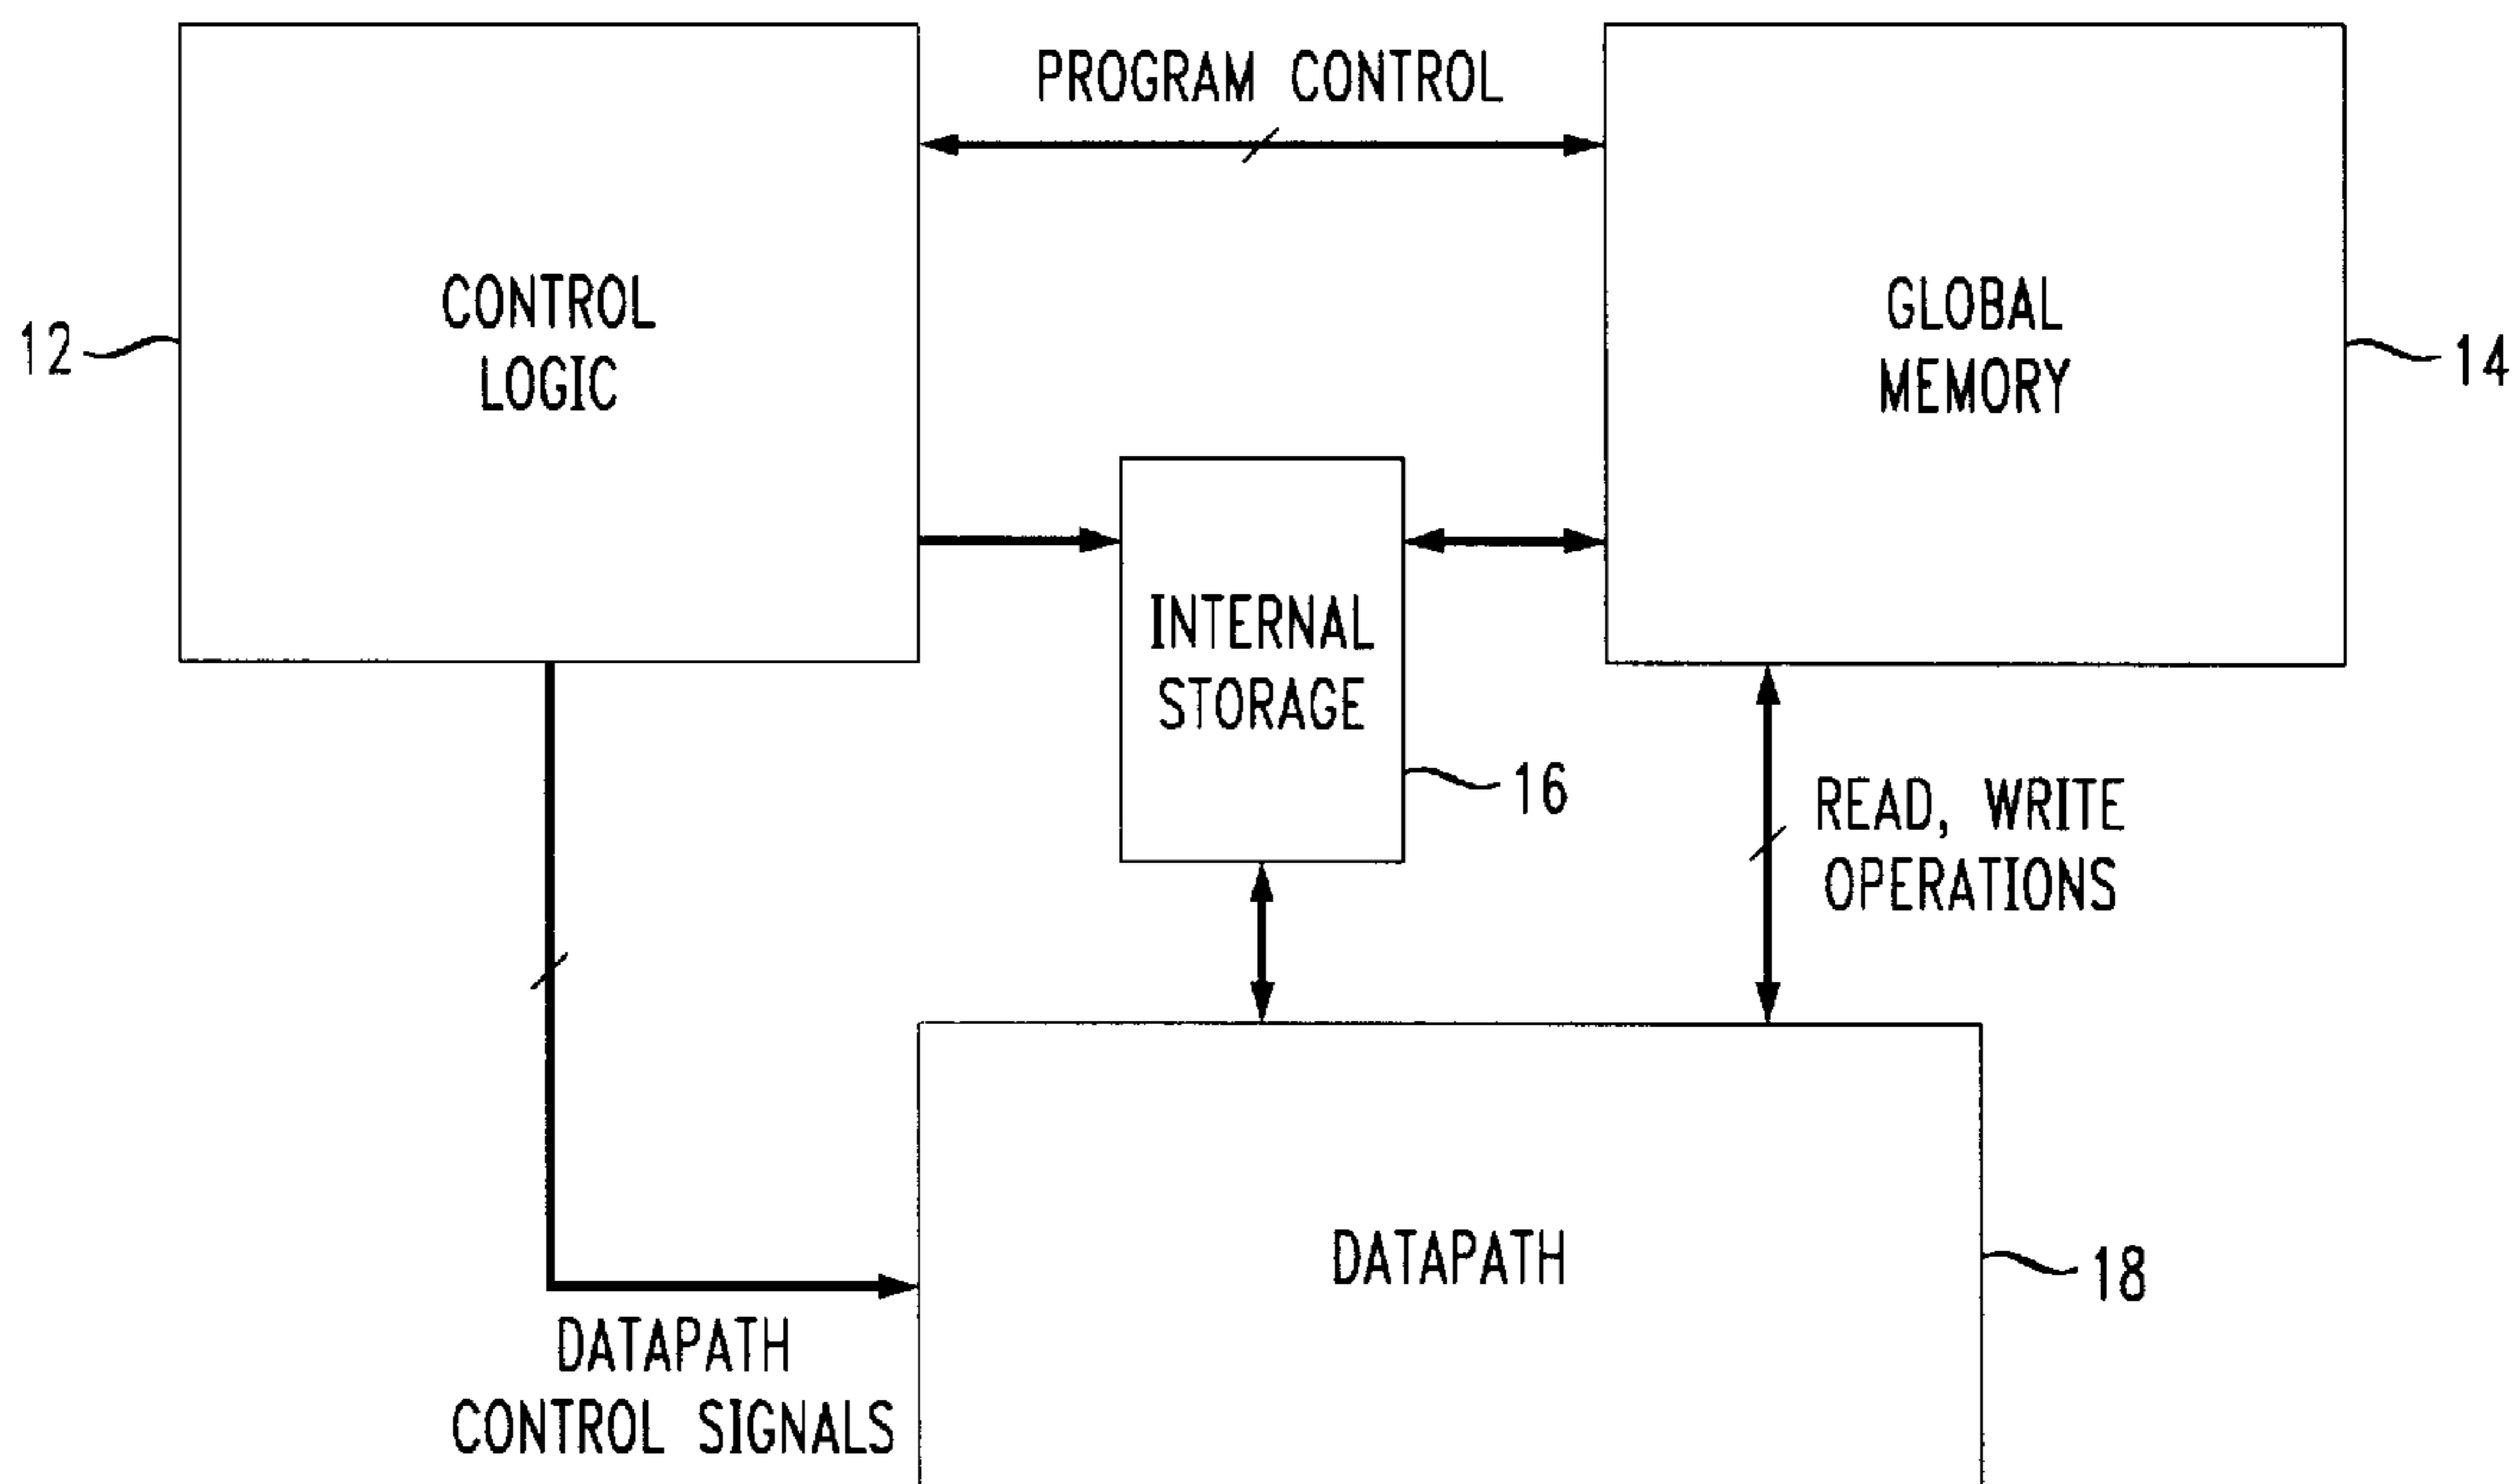 PROGRAM CONTROL
CONTROL
LOGIC
12
GLOBAL
MEMORY
14
INTERNAL
STORAGE
16
READ, WRITE
OPERATIONS
DATAPATH
18
DATAPATH
CONTROL SIGNALS